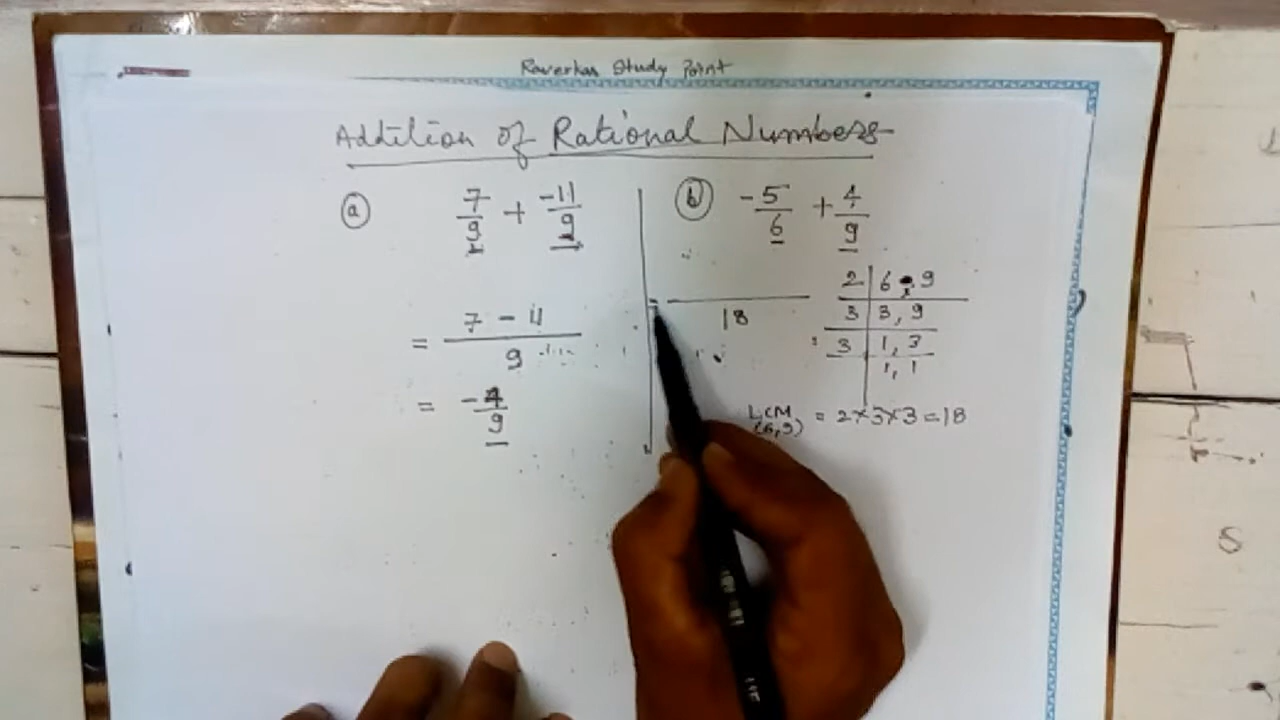 Raverkar Study Point
Addition of Rational Numbers
(a) 7/9 + -11/9
= 7 - 11 / 9
= -4/9
(b) -5/6 + 4/9
= / 18
2 | 6, 9
3 | 3, 9
3 | 1, 3
1, 1
LCM (6,9) = 2×3×3=18